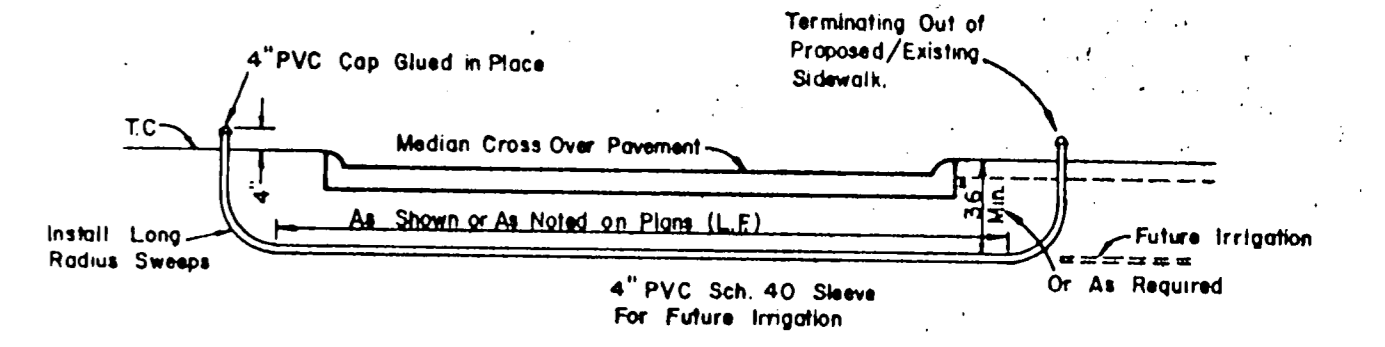 Terminating Out of
Proposed/Existing
Sidewalk.
4" PVC Cap Glued in Place
T.C
Median Cross Over Pavement
4"
36"
Min.
As Shown or As Noted on Plans (L.F.)
Install Long
Radius Sweeps
Future Irrigation
Or As Required
4" PVC Sch. 40 Sleeve
For Future Irrigation